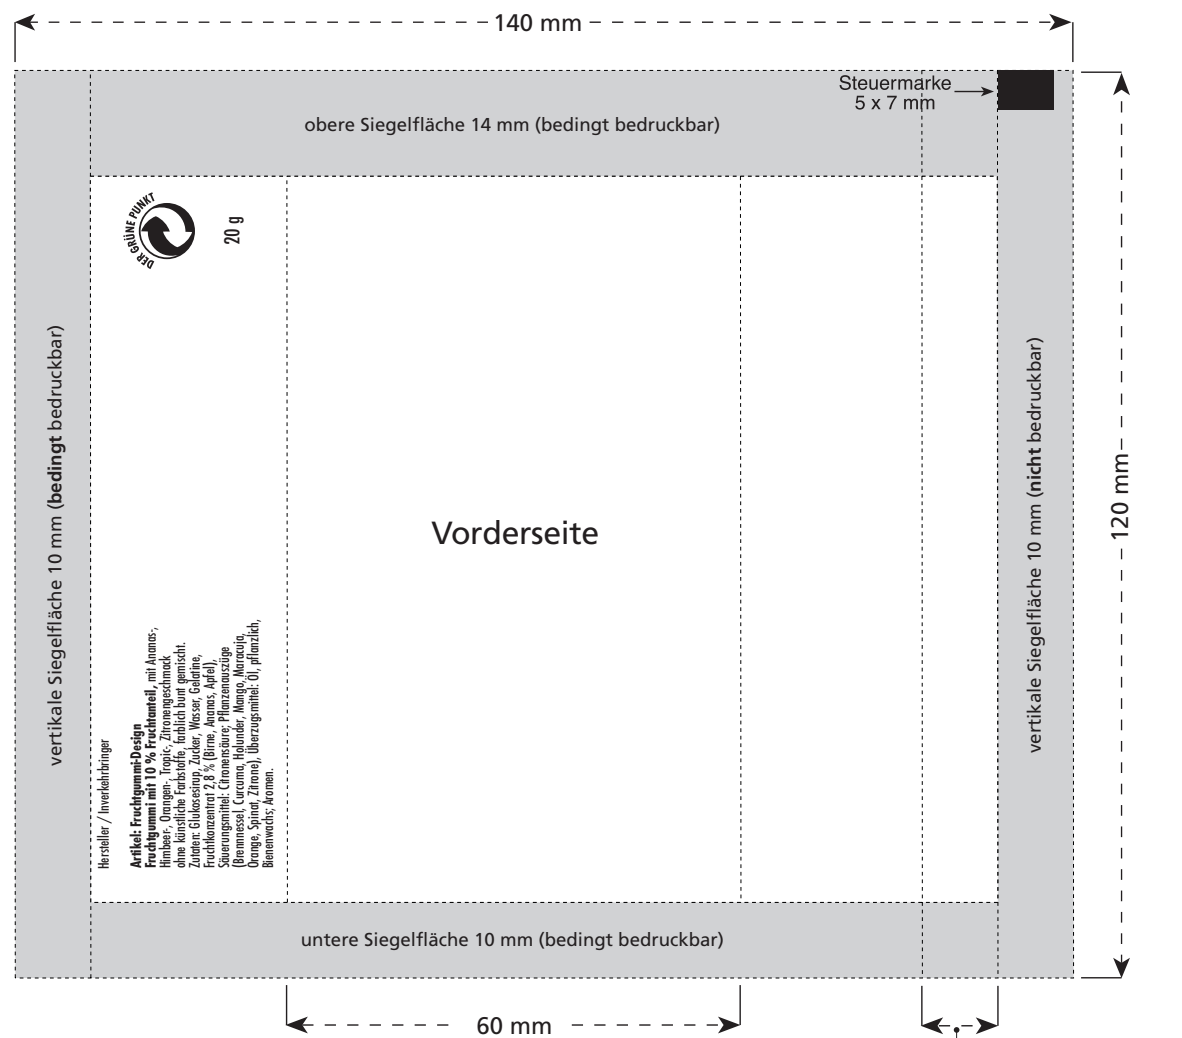 140 mm
Steuermarke
5 x 7 mm
obere Siegelfläche 14 mm (bedingt bedruckbar)
DER GRÜNE PUNKT
20 g
vertikale Siegelfläche 10 mm (bedingt bedruckbar)
Vorderseite
vertikale Siegelfläche 10 mm (nicht bedruckbar)
120 mm
Hersteller / Inverkehrbringer
Artikel: Fruchtgummi-Design
Fruchtgummi mit 10 % Fruchtanteil, mit Ananas-,
Himbeer-, Orangen-, Tropic-, Zitronengeschmack
ohne künstliche Farbstoffe, farblich bunt gemischt.
Zutaten: Glukosesirup, Zucker, Wasser, Gelatine,
Fruchtkonzentrat 2,8 % (Birne, Ananas, Apfel),
Säuerungsmittel: Citronensäure; Pflanzenauszüge
(Brennnessel, Curcuma, Holunder, Mango, Maracuja,
Orange, Spinat, Zitrone), Überzugsmittel: Öl, pflanzlich,
Bienenwachs; Aromen.
untere Siegelfläche 10 mm (bedingt bedruckbar)
60 mm